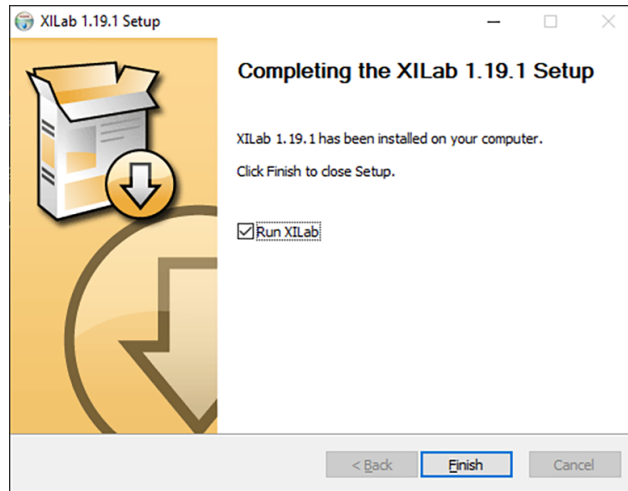 XILab 1.19.1 Setup
Completing the XILab 1.19.1 Setup
XILab 1.19.1 has been installed on your computer.
Click Finish to close Setup.
Run XILab
< Back Finish Cancel